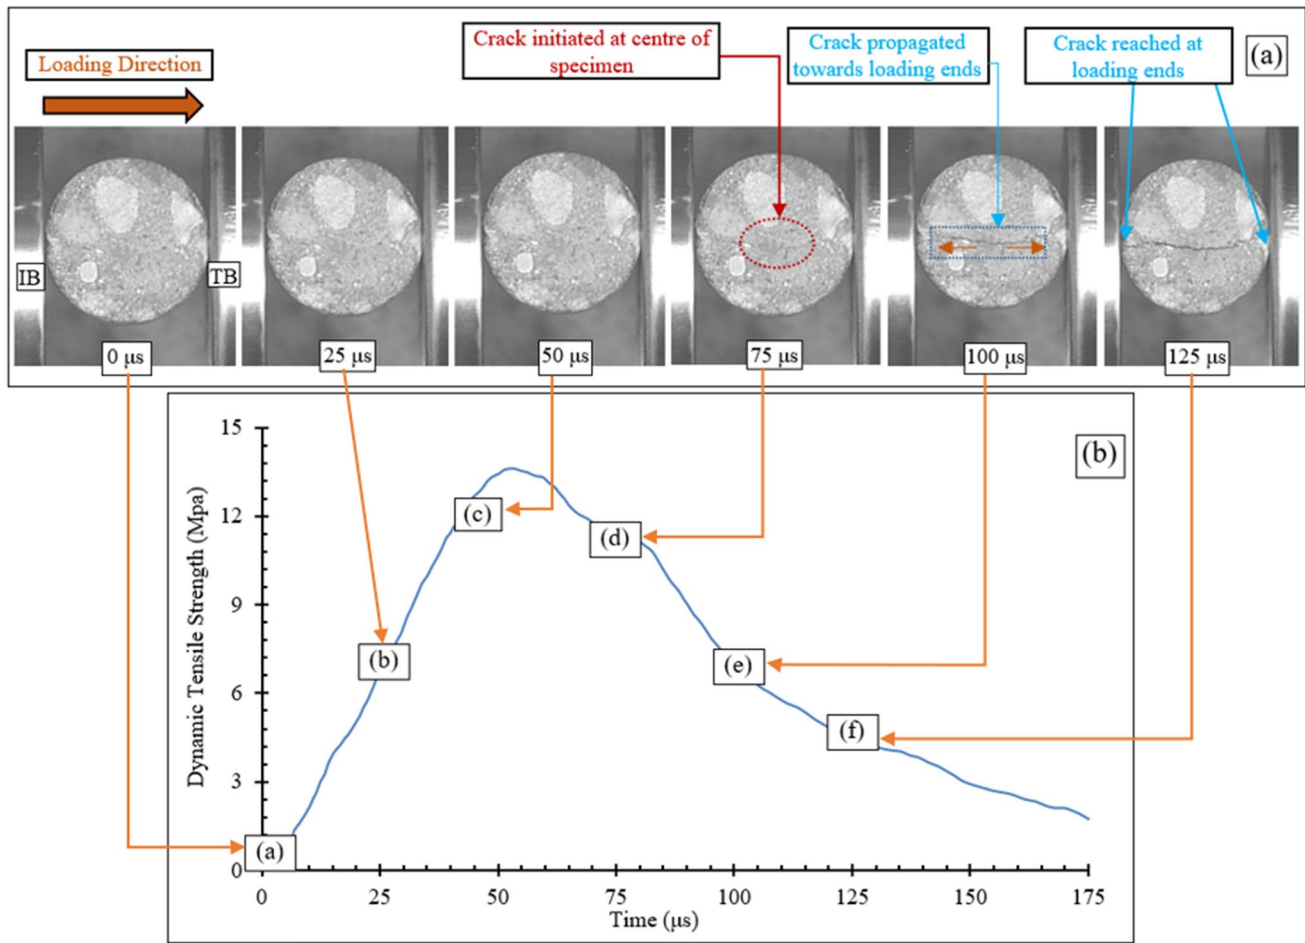 Loading Direction
Crack initiated at centre of
specimen
Crack propagated
towards loading ends
Crack reached at
loading ends
(a)
IB
TB
0 μs
25 μs
50 μs
75 μs
100 μs
125 μs
(b)
Dynamic Tensile Strength (Mpa)
15
12
9
6
3
0
(a)
(b)
(c)
(d)
(e)
(f)
0
25
50
75
100
125
150
175
Time (μs)